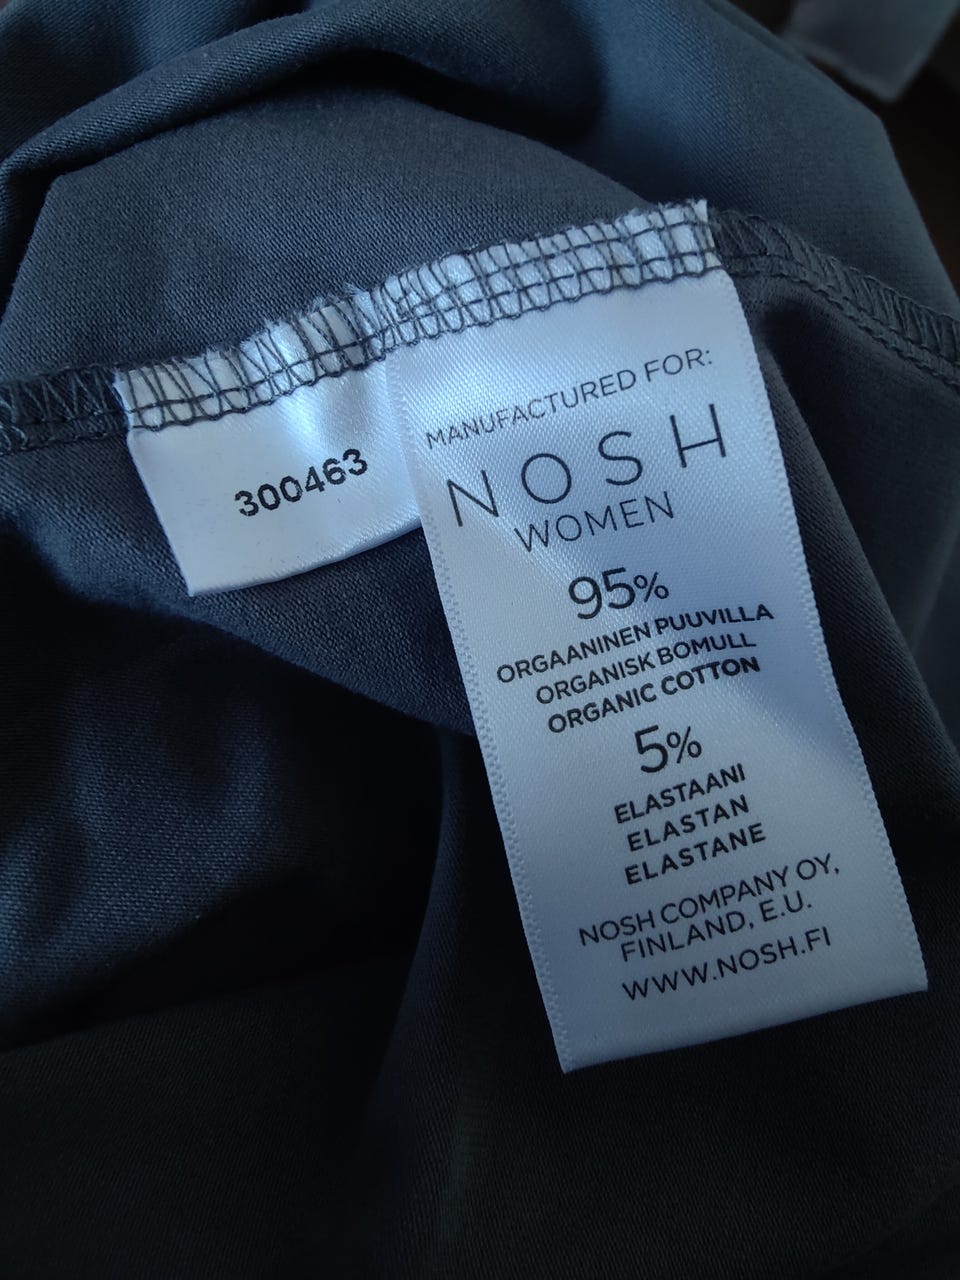 300463
MANUFACTURED FOR:
NOSH
WOMEN
95%
ORGAANINEN PUUVILLA
ORGANISK BOMULL
ORGANIC COTTON
5%
ELASTAANI
ELASTAN
ELASTANE
NOSH COMPANY OY,
FINLAND, E.U.
WWW.NOSH.FI